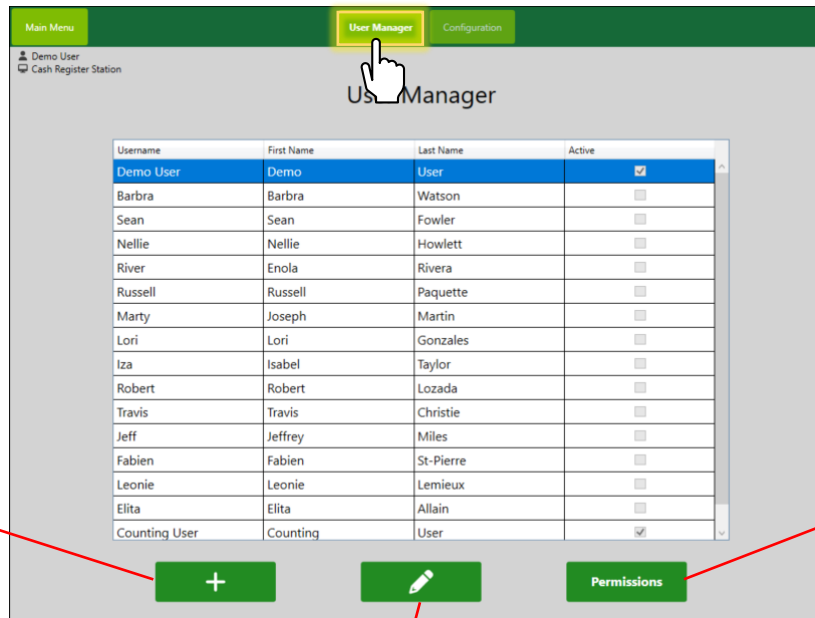 Main Menu User Manager Configuration
Demo User
Cash Register Station
User Manager
Username First Name Last Name Active
Demo User Demo User
Barbra Barbra Watson
Sean Sean Fowler
Nellie Nellie Howlett
River Enola Rivera
Russell Russell Paquette
Marty Joseph Martin
Lori Lori Gonzales
Iza Isabel Taylor
Robert Robert Lozada
Travis Travis Christie
Jeff Jeffrey Miles
Fabien Fabien St-Pierre
Leonie Leonie Lemieux
Elita Elita Allain
Counting User Counting User
+ Permissions